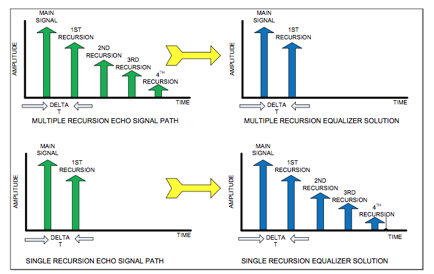 MAIN
SIGNAL
1ST
RECURSION
2ND
RECURSION
3RD
RECURSION
4TH
RECURSION
AMPLITUDE
DELTA
T
TIME
MULTIPLE RECURSION ECHO SIGNAL PATH
MAIN
SIGNAL
1ST
RECURSION
AMPLITUDE
DELTA
T
TIME
MULTIPLE RECURSION EQUALIZER SOLUTION
MAIN
SIGNAL
1ST
RECURSION
AMPLITUDE
DELTA
T
TIME
SINGLE RECURSION ECHO SIGNAL PATH
MAIN
SIGNAL
1ST
RECURSION
2ND
RECURSION
3RD
RECURSION
4TH
RECURSION
AMPLITUDE
DELTA
T
TIME
SINGLE RECURSION EQUALIZER SOLUTION